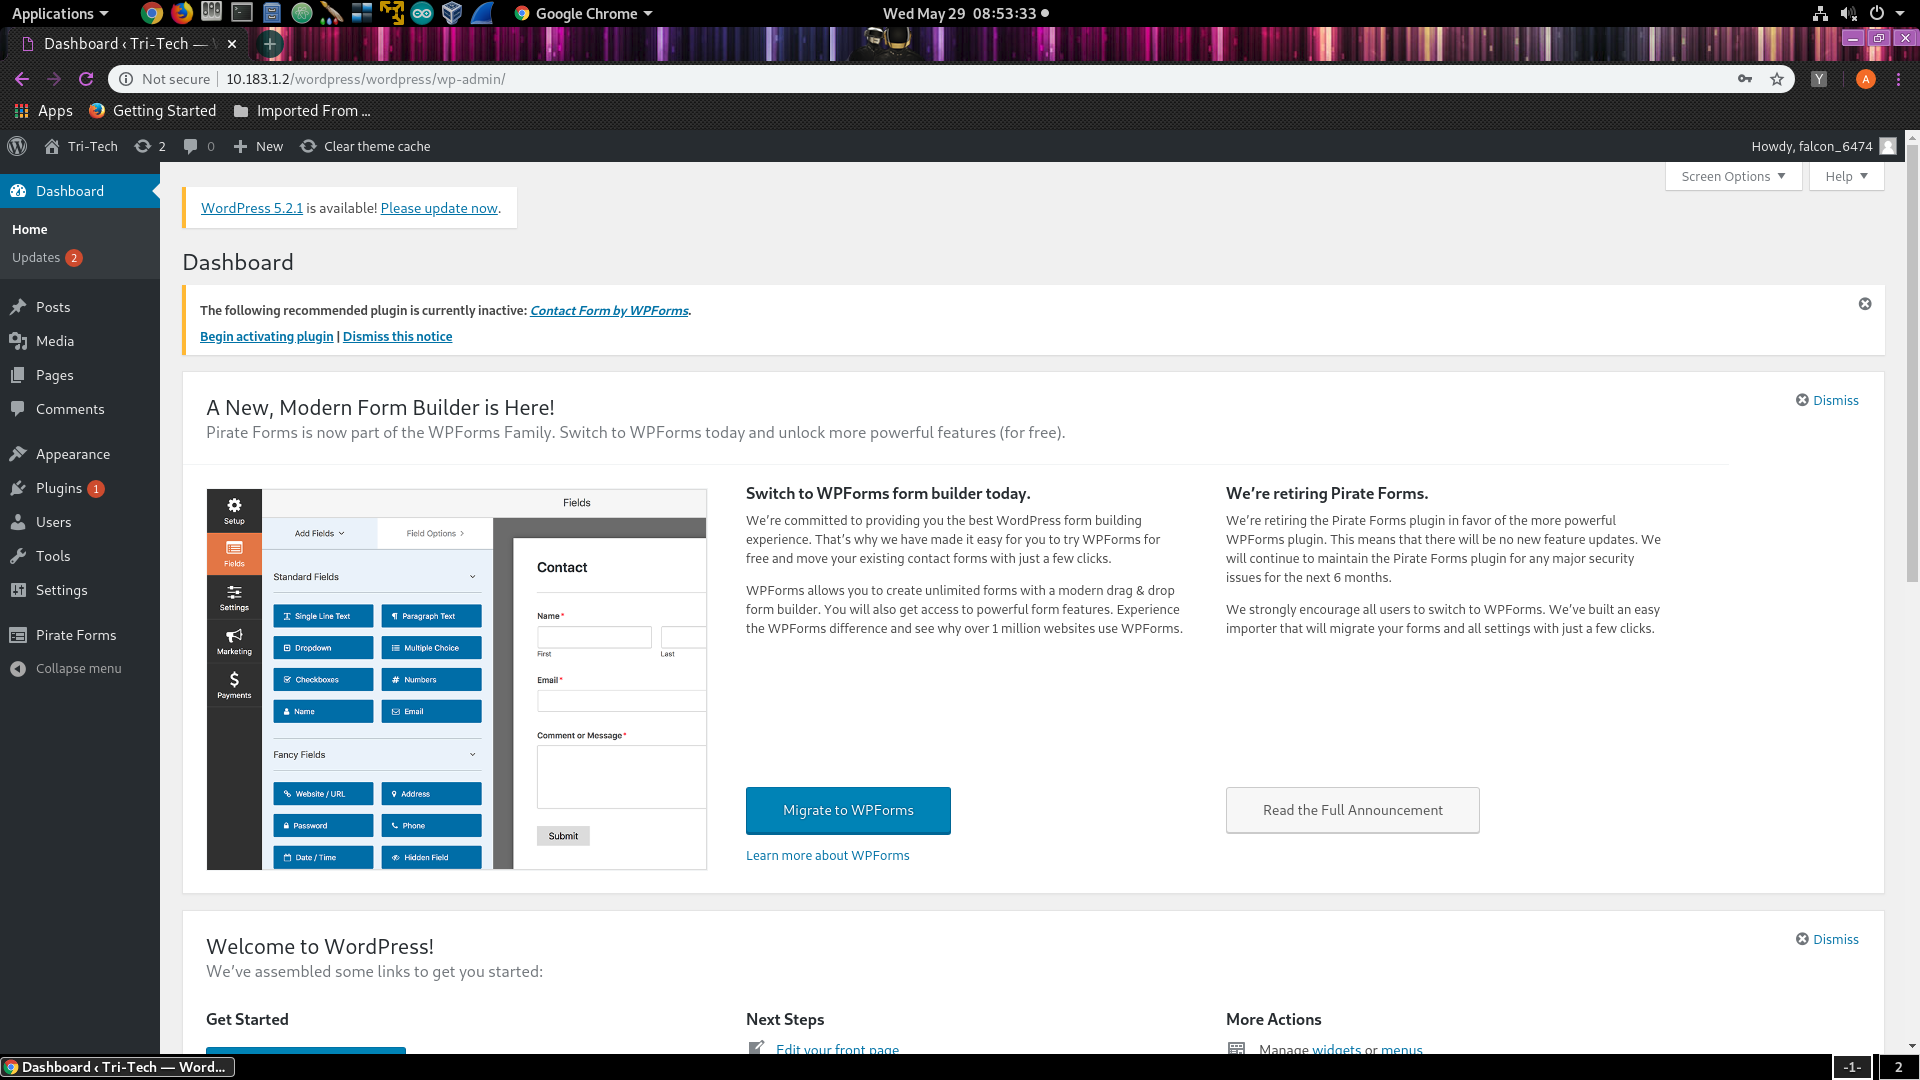 Applications
Google Chrome
Wed May 29 08:53:33
Dashboard ‹ Tri-Tech —
Not secure
10.183.1.2/wordpress/wordpress/wp-admin/
Y
A
Apps
Getting Started
Imported From ...
Tri-Tech
2
0
New
Clear theme cache
Howdy, falcon_6474
Dashboard
Home
Updates 2
Posts
Media
Pages
Comments
Appearance
Plugins 1
Users
Tools
Settings
Pirate Forms
Collapse menu
Screen Options
Help
WordPress 5.2.1 is available! Please update now.
Dashboard
The following recommended plugin is currently inactive: Contact Form by WPForms.
Begin activating plugin | Dismiss this notice
A New, Modern Form Builder is Here!
Dismiss
Pirate Forms is now part of the WPForms Family. Switch to WPForms today and unlock more powerful features (for free).
Setup
Fields
Settings
Marketing
Payments
Fields
Add Fields
Field Options
Standard Fields
Single Line Text
Paragraph Text
Dropdown
Multiple Choice
Checkboxes
Numbers
Name
Email
Fancy Fields
Website / URL
Address
Password
Phone
Date / Time
Hidden Field
Contact
Name*
First
Last
Email*
Comment or Message*
Submit
Switch to WPForms form builder today.
We’re committed to providing you the best WordPress form building
experience. That’s why we have made it easy for you to try WPForms for
free and move your existing contact forms with just a few clicks.
WPForms allows you to create unlimited forms with a modern drag & drop
form builder. You will also get access to powerful form features. Experience
the WPForms difference and see why over 1 million websites use WPForms.
Migrate to WPForms
Learn more about WPForms
We’re retiring Pirate Forms.
We’re retiring the Pirate Forms plugin in favor of the more powerful
WPForms plugin. This means that there will be no new feature updates. We
will continue to maintain the Pirate Forms plugin for any major security
issues for the next 6 months.
We strongly encourage all users to switch to WPForms. We’ve built an easy
importer that will migrate your forms and all settings with just a few clicks.
Read the Full Announcement
Welcome to WordPress!
Dismiss
We’ve assembled some links to get you started:
Get Started
Next Steps
Edit your front page
More Actions
Manage widgets or menus
Dashboard ‹ Tri-Tech — Word...
-1-
2